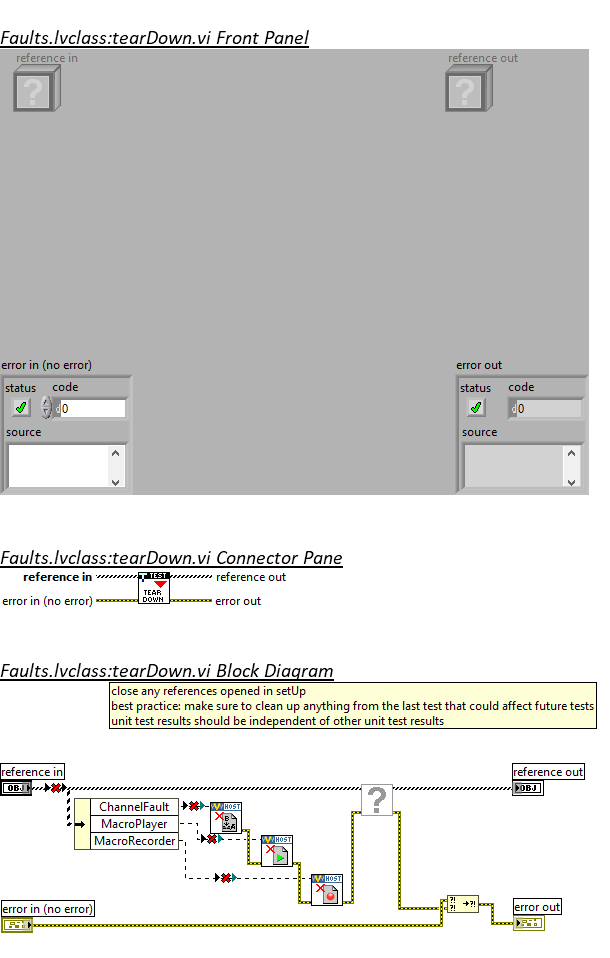 Faults.lvclass:tearDown.vi Front Panel
reference in
reference out
?
?
error in (no error)
error out
status
code
status
code
d 0
d 0
source
source
Faults.lvclass:tearDown.vi Connector Pane
reference in
reference out
TEST
TEAR
DOWN
error in (no error)
error out
Faults.lvclass:tearDown.vi Block Diagram
close any references opened in setUp
best practice: make sure to clean up anything from the last test that could affect future tests
unit test results should be independent of other unit test results
reference in
reference out
OBJ
OBJ
?
ChannelFault
MacroPlayer
MacroRecorder
HOST
HOST
HOST
error in (no error)
error out
?!
?!
?!